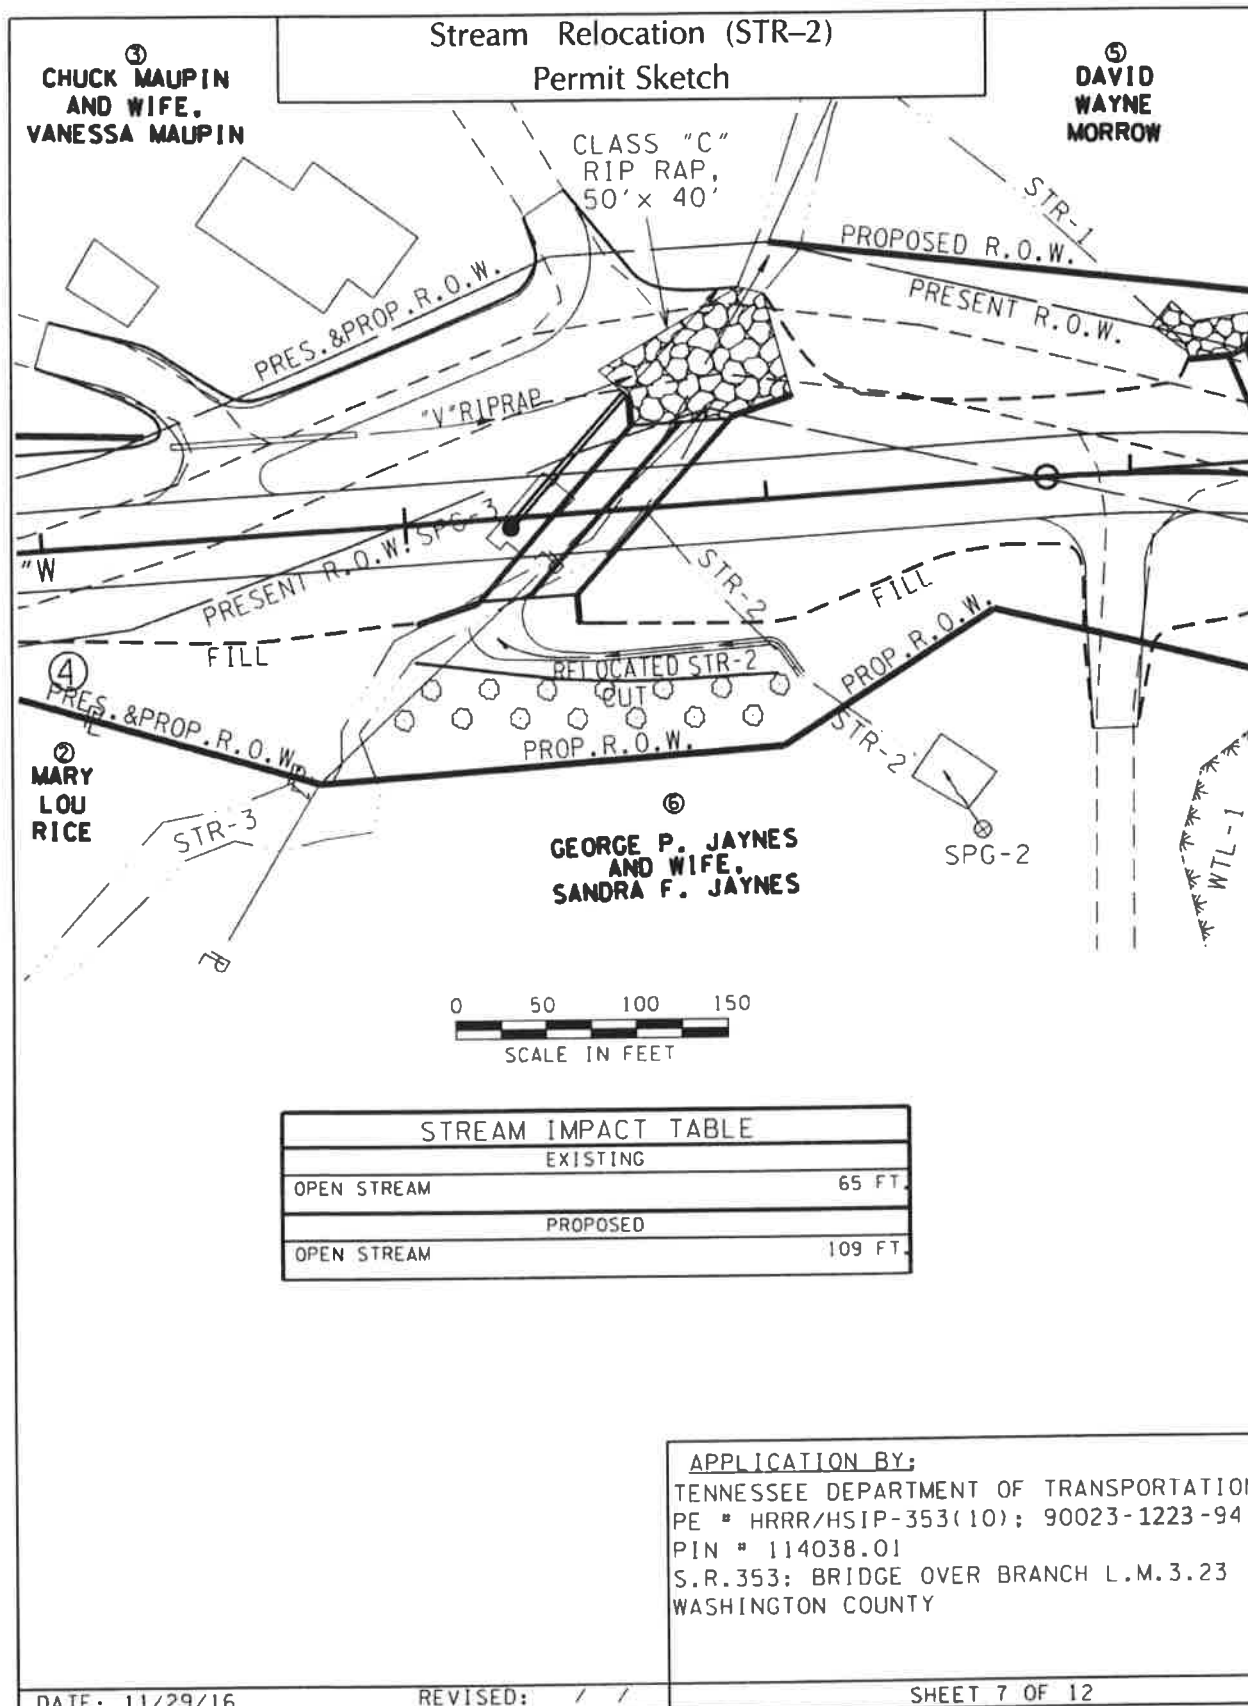 Stream Relocation (STR-2)
Permit Sketch
③
CHUCK MAUPIN
AND WIFE,
VANESSA MAUPIN
⑤
DAVID
WAYNE
MORROW
CLASS "C"
RIP RAP,
50'x 40'
STR-1
PROPOSED R.O.W.
PRESENT R.O.W.
PRES.&PROP.R.O.W.
"V"RIPRAP
SPG-3
PRESENT R.O.W.
"W
STR-2
FILL
FILL
RELOCATED STR-2
CUT
PROP.R.O.W.
PROP.R.O.W.
STR-2
④
PRES.&PROP.R.O.W.
②
MARY
LOU
RICE
STR-3
⑥
GEORGE P. JAYNES
AND WIFE,
SANDRA F. JAYNES
SPG-2
WTL-1
PL
0 50 100 150
SCALE IN FEET
STREAM IMPACT TABLE
EXISTING
OPEN STREAM 65 FT.
PROPOSED
OPEN STREAM 109 FT.
APPLICATION BY:
TENNESSEE DEPARTMENT OF TRANSPORTATION
PE # HRRR/HSIP-353(10); 90023-1223-94
PIN # 114038.01
S.R.353: BRIDGE OVER BRANCH L.M.3.23
WASHINGTON COUNTY
DATE: 11/29/16 REVISED: / / SHEET 7 OF 12